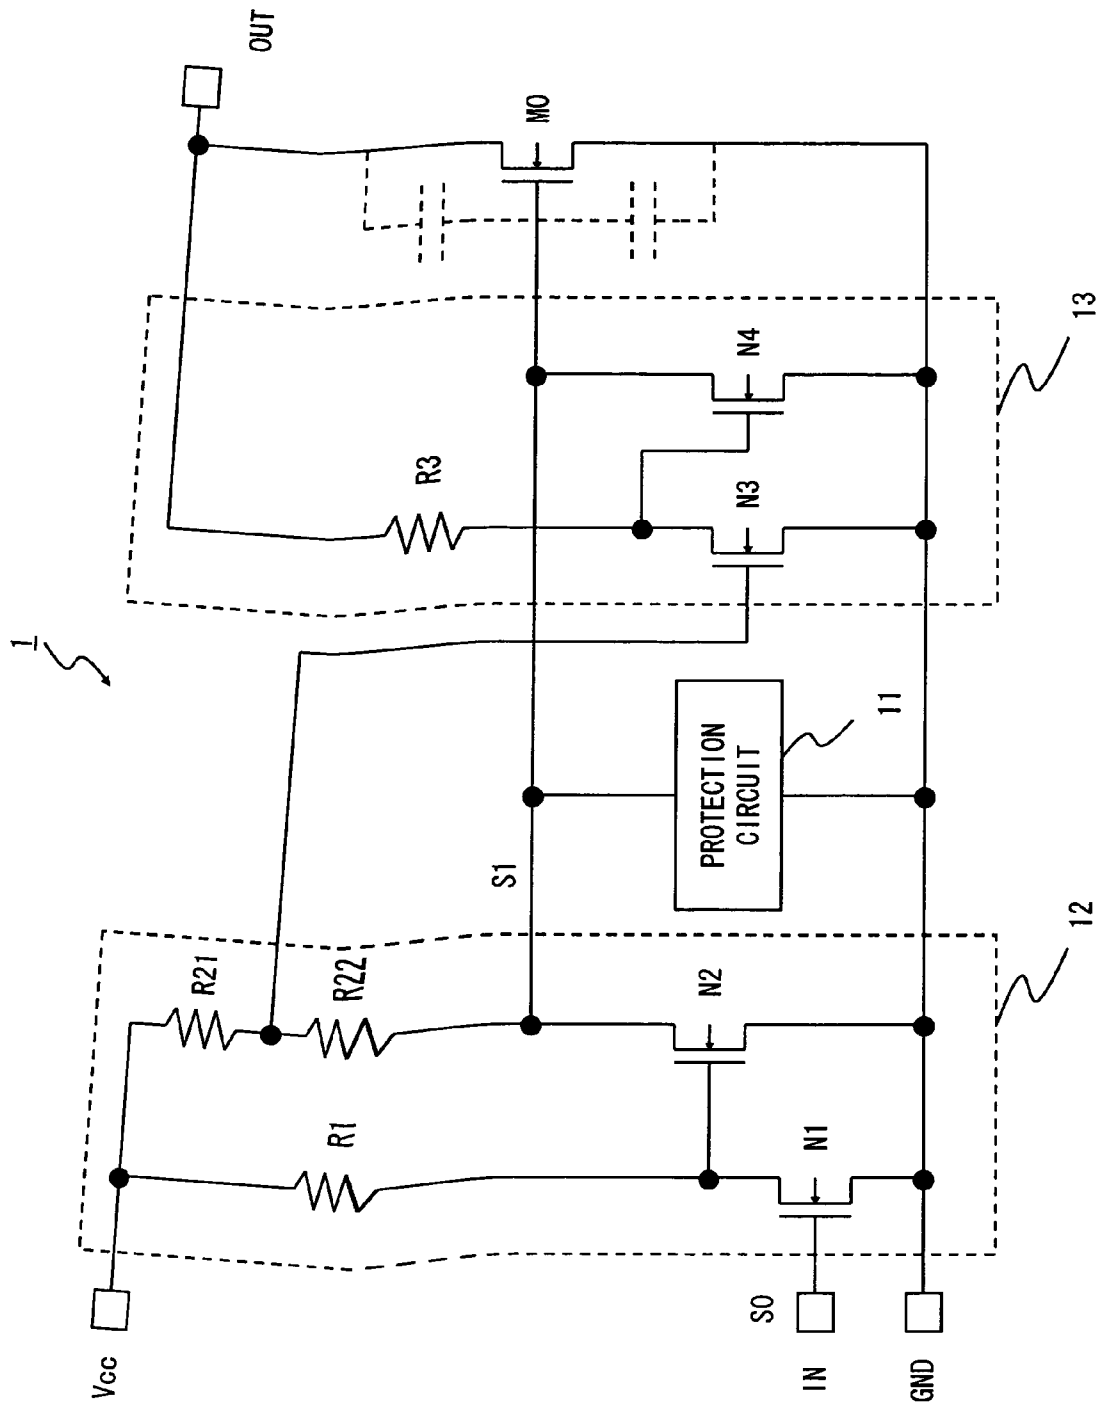 1
Vcc
R1
R21
R22
S1
N2
N1
S0
IN
GND
12
PROTECTION
CIRCUIT
11
R3
N3
N4
13
M0
OUT